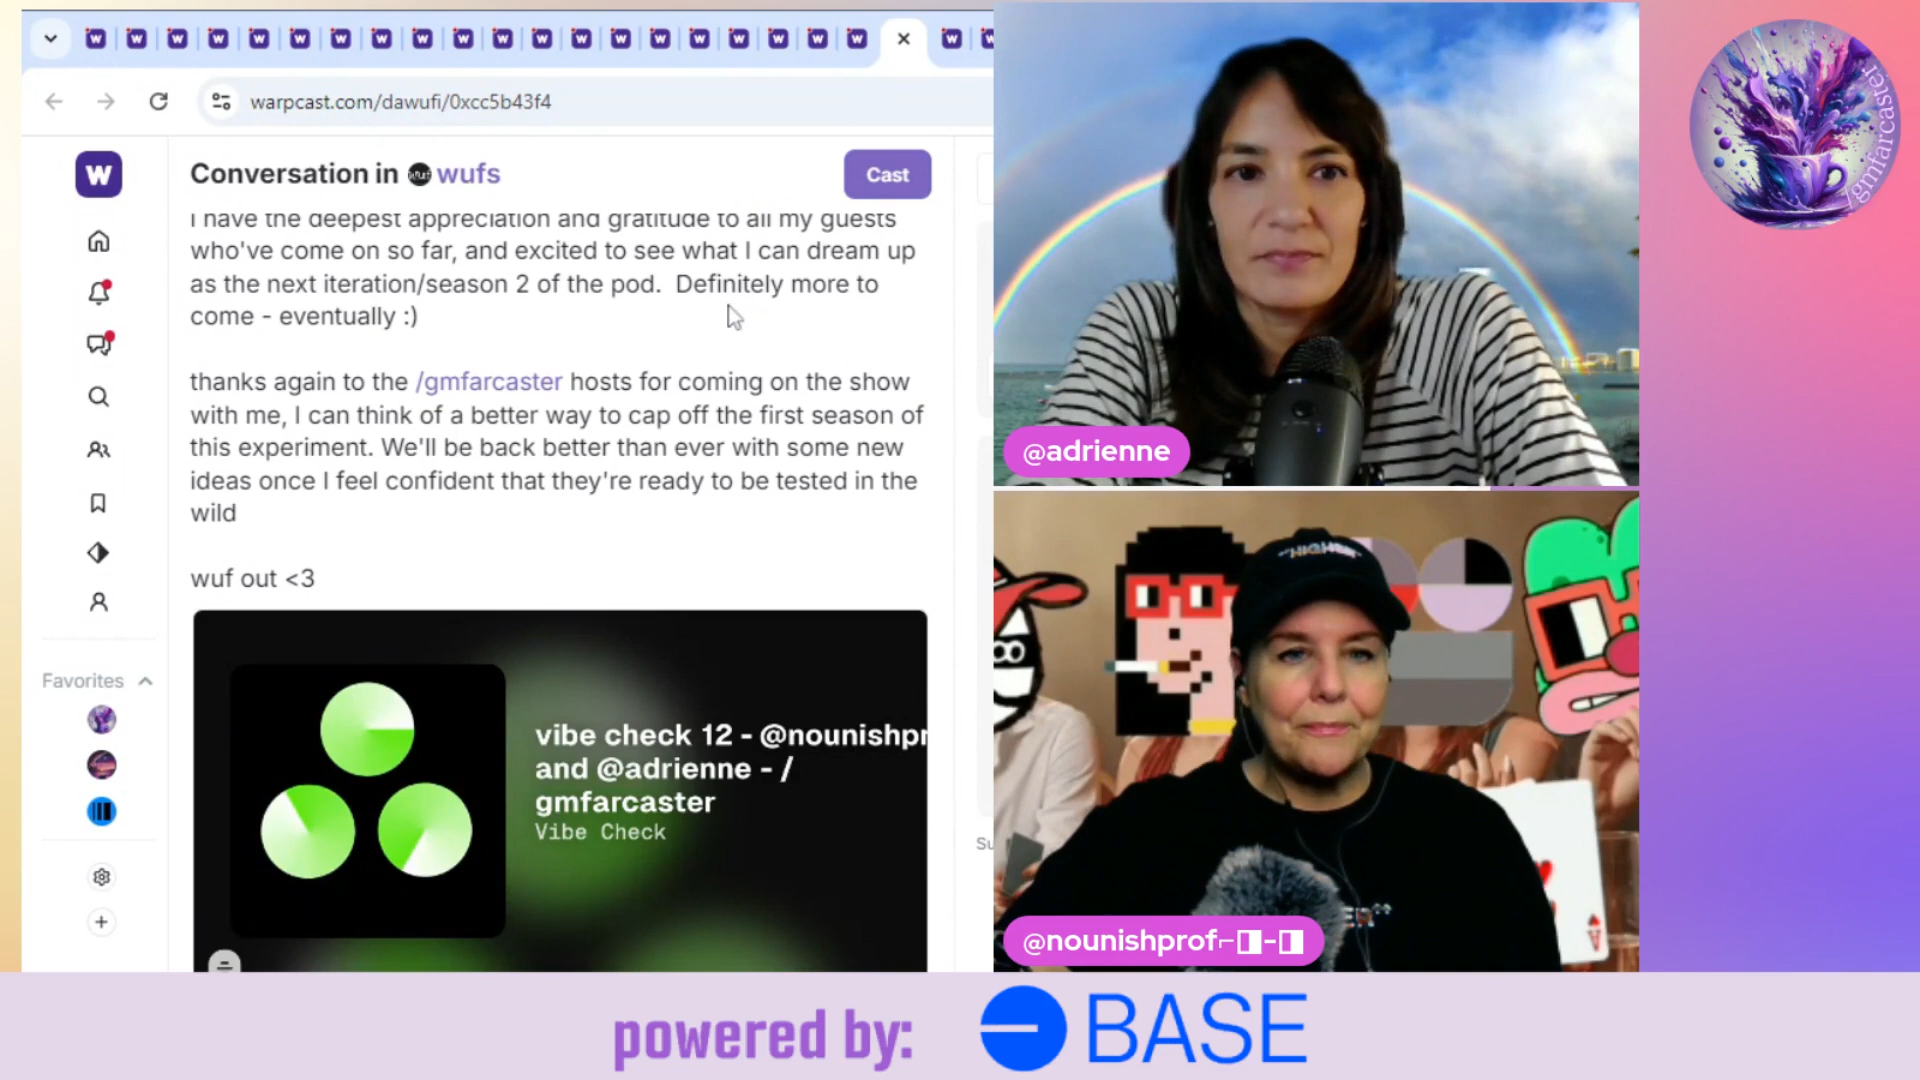 warpcast.com/dawufi/0xcc5b43f4
Conversation in wufs
Cast
I have the deepest appreciation and gratitude to all my guests
who've come on so far, and excited to see what I can dream up
as the next iteration/season 2 of the pod. Definitely more to
come - eventually :)
thanks again to the /gmfarcaster hosts for coming on the show
with me, I can think of a better way to cap off the first season of
this experiment. We'll be back better than ever with some new
ideas once I feel confident that they're ready to be tested in the
wild
wuf out <3
Favorites
vibe check 12 - @nounishpr
and @adrienne - /
gmfarcaster
Vibe Check
Su
@adrienne
"HIGHER"
@nounishprof⌐◨-◨
/gmfarcaster
powered by:
BASE